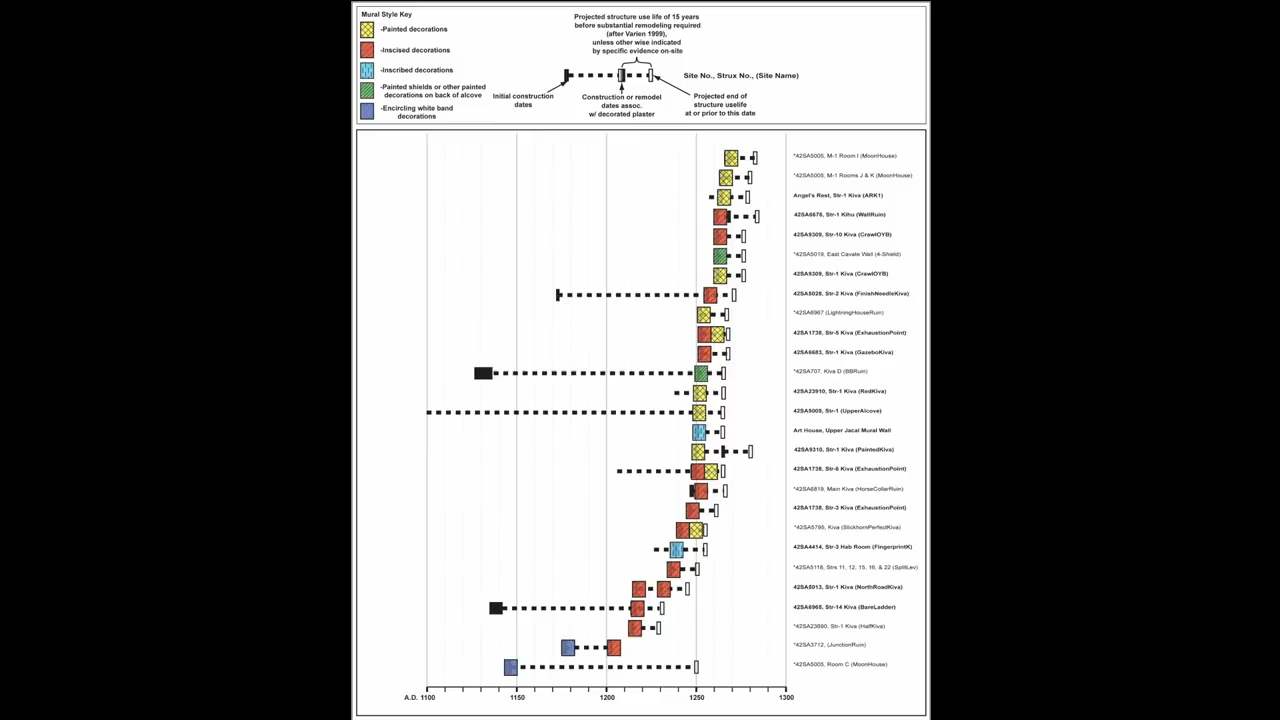 Mural Style Key
-Painted decorations
-Inscised decorations
-Inscribed decorations
-Painted shields or other painted
decorations on back of alcove
-Encircling white band
decorations
Projected structure use life of 15 years
before substantial remodeling required
(after Varien 1999),
unless other wise indicated
by specific evidence on-site
Site No., Strux No., (Site Name)
Initial construction
dates
Construction or remodel
dates assoc.
w/ decorated plaster
Projected end of
structure uselife
at or prior to this date
*42SA5005, M-1 Room I (MoonHouse)
*42SA5005, M-1 Rooms J & K (MoonHouse)
Angel's Rest, Str-1 Kiva (ARK1)
42SA6678, Str-1 Kihu (WallRuin)
42SA9309, Str-10 Kiva (CrawlOYB)
*42SA5019, East Cavate Wall (4-Shield)
42SA9309, Str-1 Kiva (CrawlOYB)
42SA5028, Str-2 Kiva (FinishNeedleKiva)
*42SA6967 (LightningHouseRuin)
42SA1738, Str-5 Kiva (ExhaustionPoint)
42SA6683, Str-1 Kiva (GazeboKiva)
*42SA707, Kiva D (BBRuin)
42SA23910, Str-1 Kiva (RedKiva)
42SA5009, Str-1 (UpperAlcove)
Art House, Upper Jacal Mural Wall
42SA9310, Str-1 Kiva (PaintedKiva)
42SA1738, Str-6 Kiva (ExhaustionPoint)
*42SA6819, Main Kiva (HorseCollarRuin)
42SA1738, Str-3 Kiva (ExhaustionPoint)
*42SA5795, Kiva (SlickhornPerfectKiva)
42SA4414, Str-3 Hab Room (FingerprintK)
*42SA5118, Strs 11, 12, 15, 16, & 22 (SplitLev)
42SA5013, Str-1 Kiva (NorthRoadKiva)
42SA6965, Str-14 Kiva (BareLadder)
*42SA23690, Str-1 Kiva (HalfKiva)
*42SA3712, (JunctionRuin)
*42SA5005, Room C (MoonHouse)
A.D. 1100 1150 1200 1250 1300